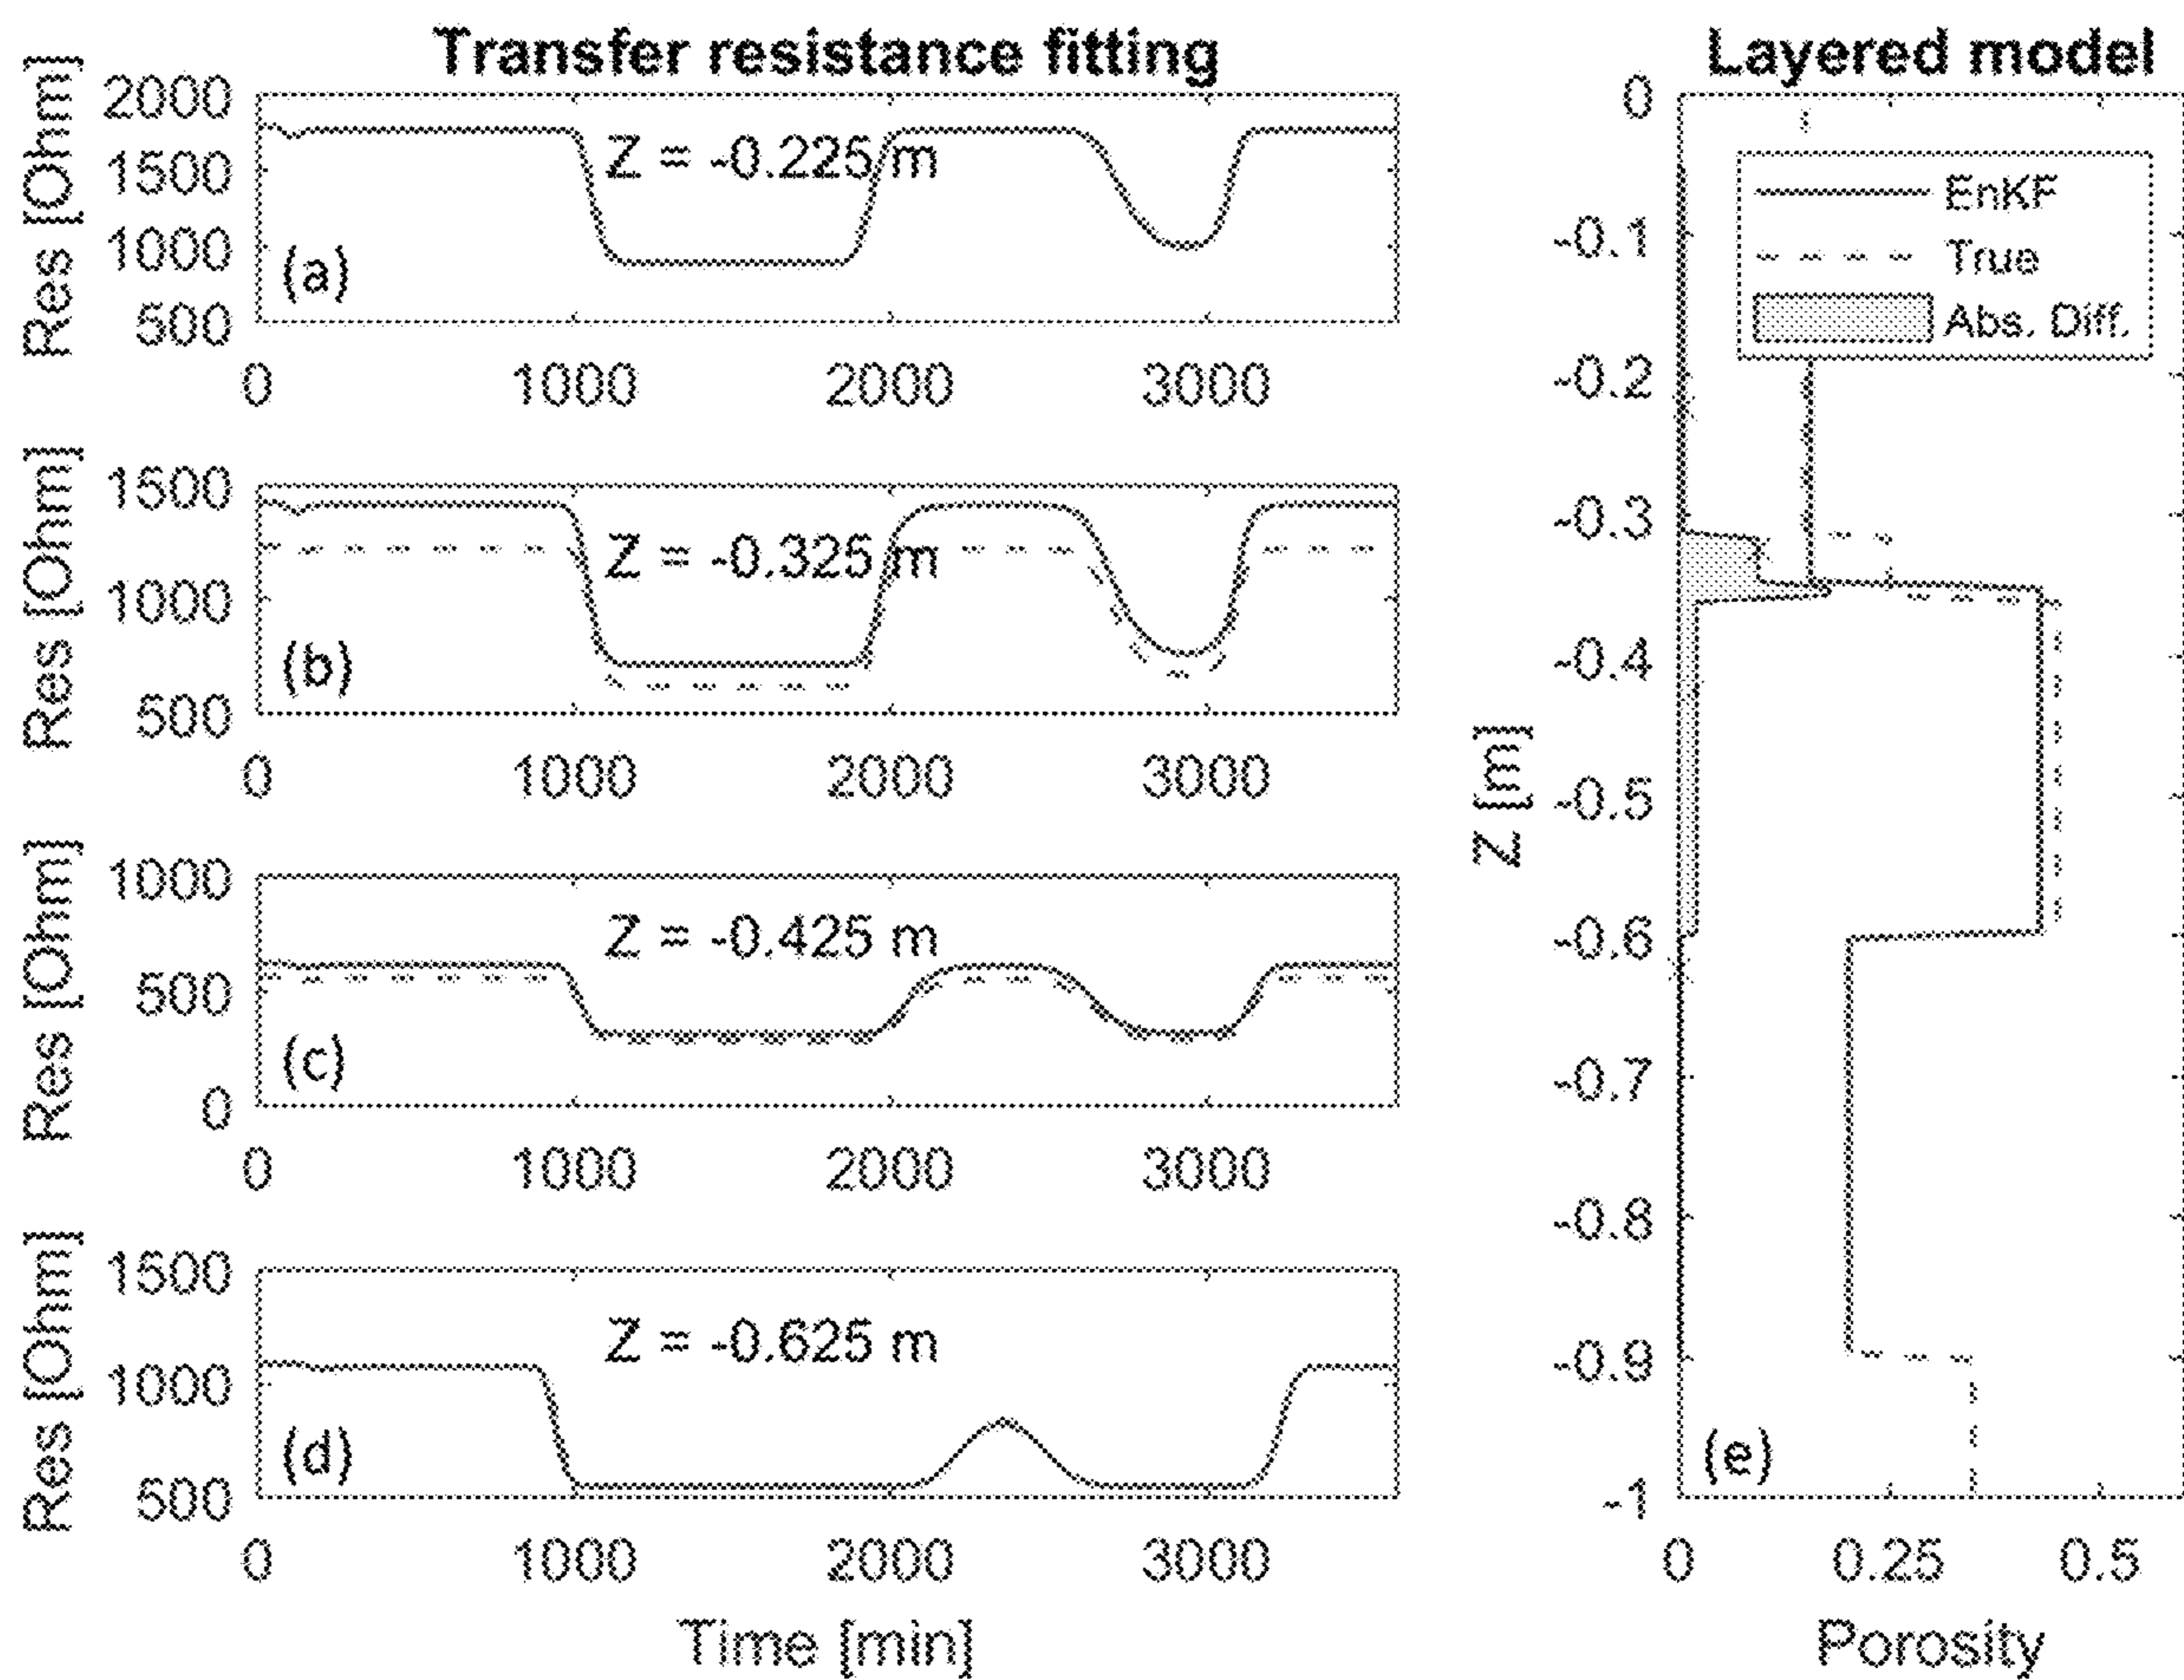 Transfer resistance fitting
Res [Ohm]
2000
1500
1000
500
Z = -0.225 m
(a)
0 1000 2000 3000
Res [Ohm]
1500
1000
500
Z = -0.325 m
(b)
0 1000 2000 3000
Res [Ohm]
1000
500
0
Z = -0.425 m
(c)
0 1000 2000 3000
Res [Ohm]
1500
1000
500
Z = -0.625 m
(d)
0 1000 2000 3000
Time [min]
Layered model
Z [m]
0
-0.1
-0.2
-0.3
-0.4
-0.5
-0.6
-0.7
-0.8
-0.9
-1
EnKF
True
Abs. Diff.
(e)
0 0.25 0.5
Porosity